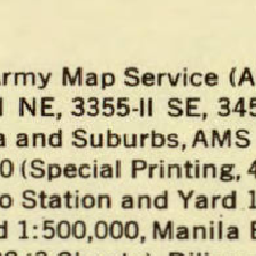 rmy Map Service (A
NE, 3355-II SE, 345
and Suburbs, AMS
0 (Special Printing, 4
o Station and Yard 1
1:500,000, Manila